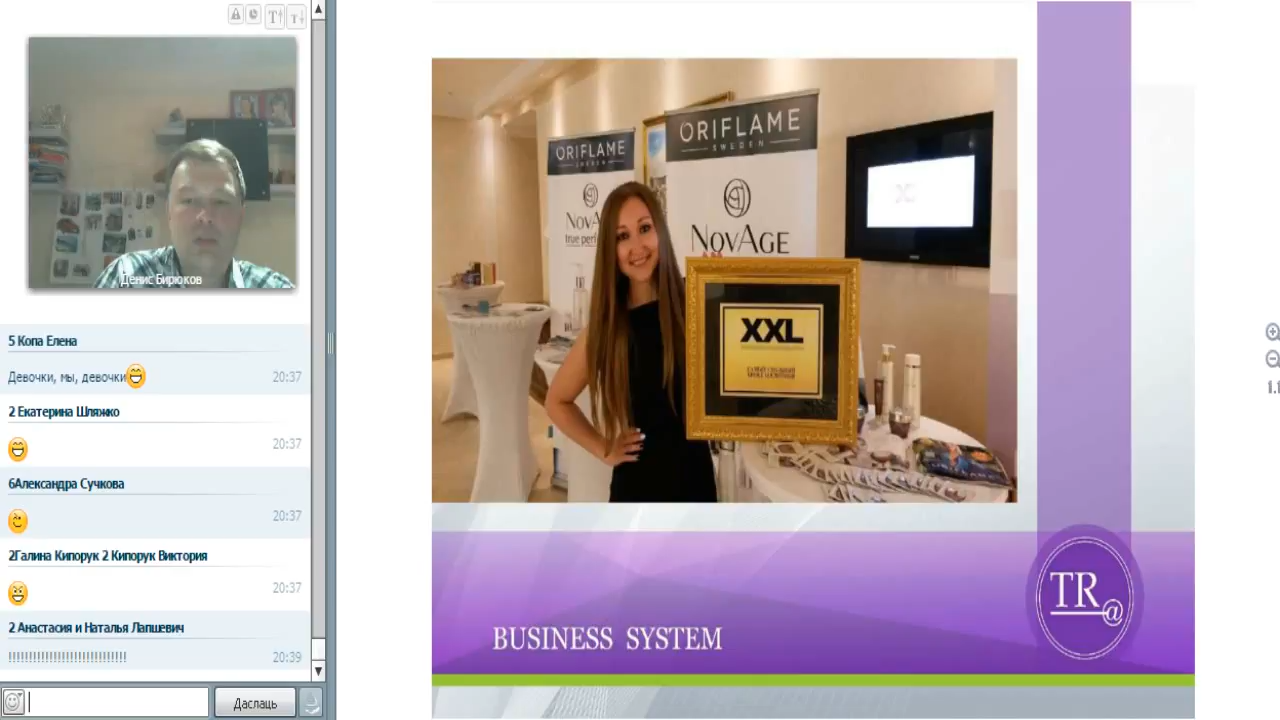 Денис Бирюков
5 Копа Елена
Девочки, мы, девочки
20:37
2 Екатерина Шляжко
20:37
6Александра Сучкова
20:37
2Галина Кипорук 2 Кипорук Виктория
20:37
2 Анастасия и Наталья Лапшевич
!!!!!!!!!!!!!!!!!!!!!!!!!!!!!
20:39
Даслаць
ORIFLAME
SWEDEN
NovAge
ORIFLAME
SWEDEN
NovAge
XXL
TR@
BUSINESS SYSTEM